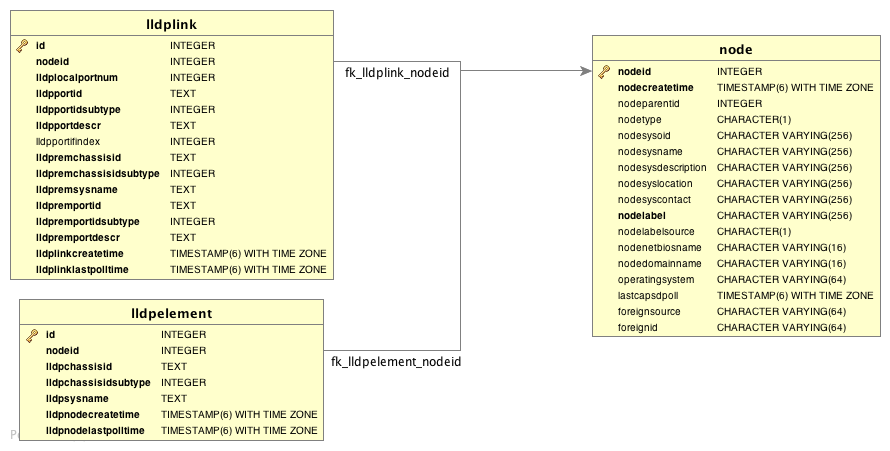 lldplink
id INTEGER
nodeid INTEGER
lldplocalportnum INTEGER
lldpportid TEXT
lldpportidsubtype INTEGER
lldpportdescr TEXT
lldpportifindex INTEGER
lldpremchassisid TEXT
lldpremchassisidsubtype INTEGER
lldpremsysname TEXT
lldpremportid TEXT
lldpremportidsubtype INTEGER
lldpremportdescr TEXT
lldplinkcreatetime TIMESTAMP(6) WITH TIME ZONE
lldplinklastpolltime TIMESTAMP(6) WITH TIME ZONE
fk_lldplink_nodeid
node
nodeid INTEGER
nodecreatetime TIMESTAMP(6) WITH TIME ZONE
nodeparentid INTEGER
nodetype CHARACTER(1)
nodesysoid CHARACTER VARYING(256)
nodesysname CHARACTER VARYING(256)
nodesysdescription CHARACTER VARYING(256)
nodesyslocation CHARACTER VARYING(256)
nodesyscontact CHARACTER VARYING(256)
nodelabel CHARACTER VARYING(256)
nodelabelsource CHARACTER(1)
nodenetbiosname CHARACTER VARYING(16)
nodedomainname CHARACTER VARYING(16)
operatingsystem CHARACTER VARYING(64)
lastcapsdpoll TIMESTAMP(6) WITH TIME ZONE
foreignsource CHARACTER VARYING(64)
foreignid CHARACTER VARYING(64)
lldpelement
id INTEGER
nodeid INTEGER
lldpchassisid TEXT
lldpchassisidsubtype INTEGER
lldpsysname TEXT
lldpnodecreatetime TIMESTAMP(6) WITH TIME ZONE
lldpnodelastpolltime TIMESTAMP(6) WITH TIME ZONE
fk_lldpelement_nodeid